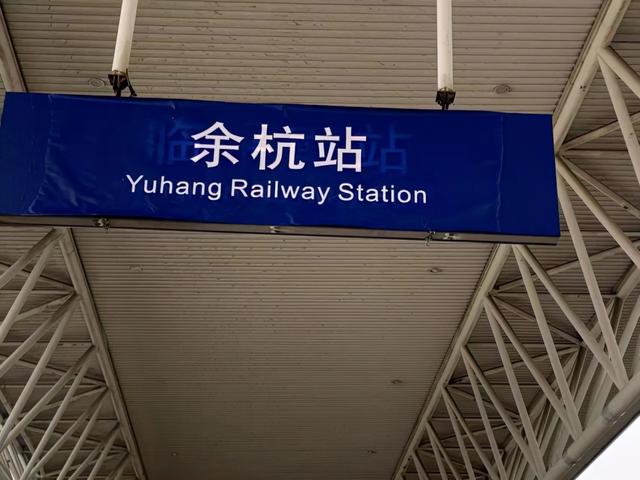 余杭站
Yuhang Railway Station